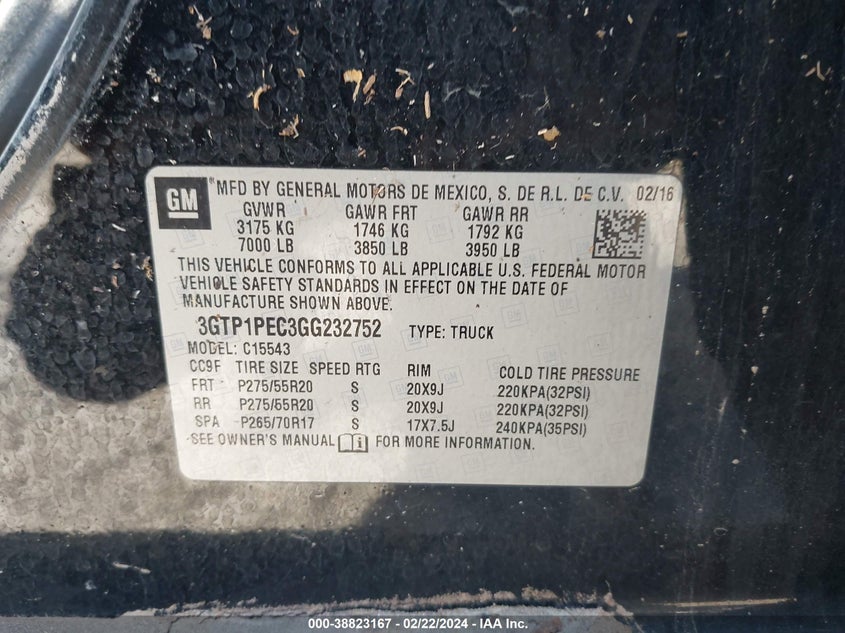 GM MFD BY GENERAL MOTORS DE MEXICO, S. DE R.L. DE C.V. 02/16
GVWR GAWR FRT GAWR RR
3175 KG 1746 KG 1792 KG
7000 LB 3850 LB 3950 LB
THIS VEHICLE CONFORMS TO ALL APPLICABLE U.S. FEDERAL MOTOR
VEHICLE SAFETY STANDARDS IN EFFECT ON THE DATE OF
MANUFACTURE SHOWN ABOVE.
3GTP1PEC3GG232752 TYPE: TRUCK
MODEL: C15543
CC9F TIRE SIZE SPEED RTG RIM COLD TIRE PRESSURE
FRT P275/55R20 S 20X9J 220KPA(32PSI)
RR P275/55R20 S 20X9J 220KPA(32PSI)
SPA P265/70R17 S 17X7.5J 240KPA(35PSI)
SEE OWNER'S MANUAL FOR MORE INFORMATION.
000-38823167 - 02/22/2024 - IAA Inc.